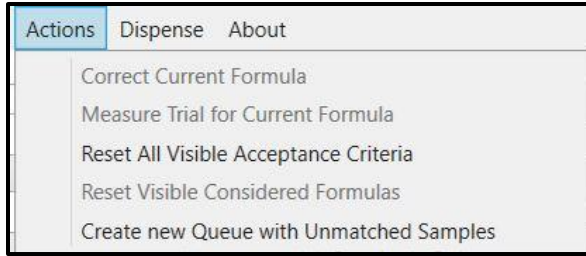 Actions Dispense About
Correct Current Formula
Measure Trial for Current Formula
Reset All Visible Acceptance Criteria
Reset Visible Considered Formulas
Create new Queue with Unmatched Samples